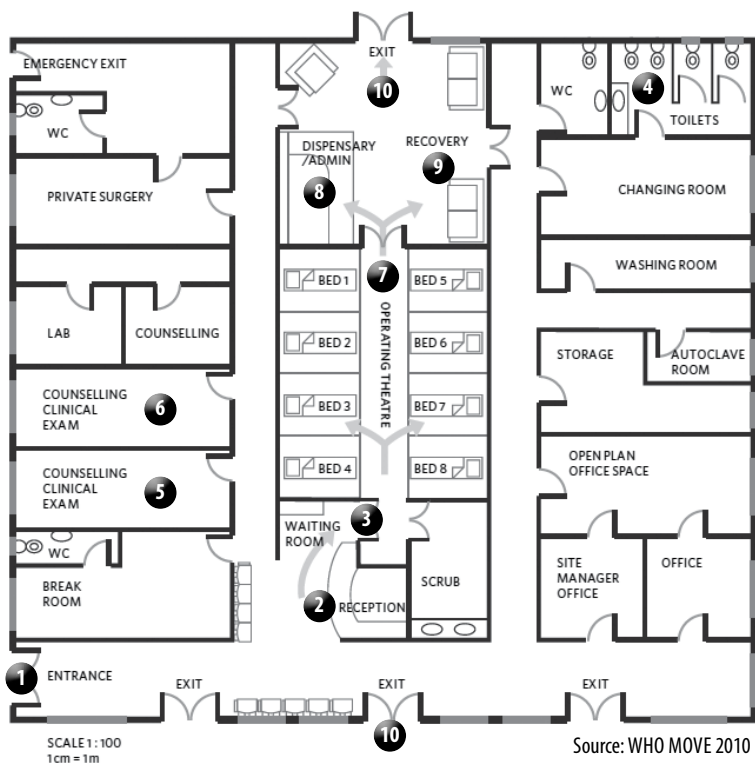 EXIT
10
EMERGENCY EXIT
WC
PRIVATE SURGERY
LAB
COUNSELLING
COUNSELLING
CLINICAL
EXAM
6
COUNSELLING
CLINICAL
EXAM
5
WC
BREAK
ROOM
1
ENTRANCE
DISPENSARY
/ADMIN
8
RECOVERY
9
7
BED 1
BED 2
BED 3
BED 4
OPERATING THEATRE
BED 5
BED 6
BED 7
BED 8
WAITING
ROOM
3
2
RECEPTION
SCRUB
WC
4
TOILETS
CHANGING ROOM
WASHING ROOM
STORAGE
AUTOCLAVE
ROOM
OPEN PLAN
OFFICE SPACE
SITE
MANAGER
OFFICE
OFFICE
EXIT
EXIT
10
EXIT
SCALE 1 : 100
1cm = 1m
Source: WHO MOVE 2010